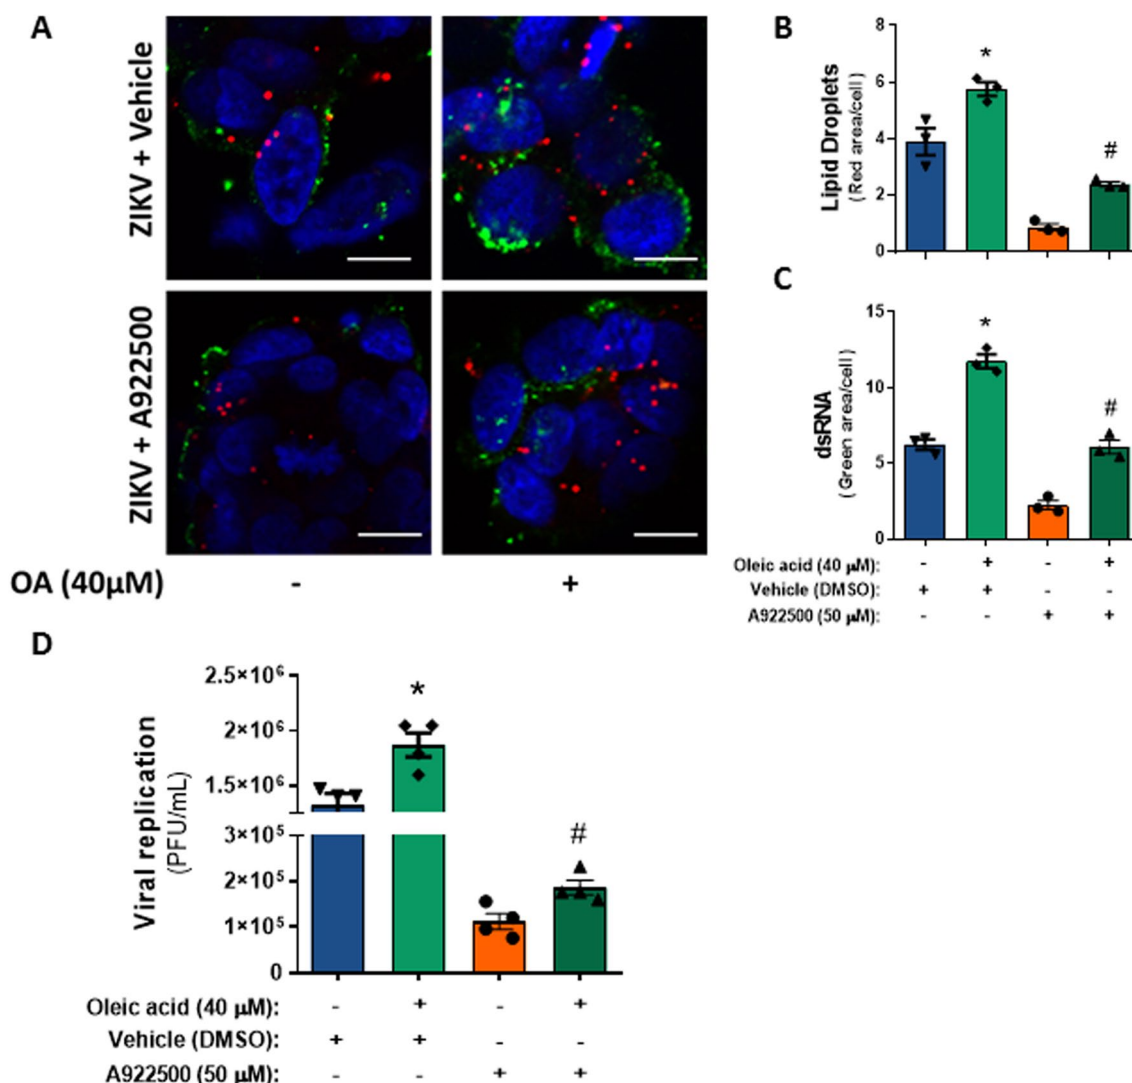 A
ZIKV + Vehicle
ZIKV + A922500
OA (40µM)
-
+
B
Lipid Droplets
(Red area/cell)
8
6
4
2
0
*
#
C
dsRNA
(Green area/cell)
15
10
5
0
*
#
Oleic acid (40 µM): - + - +
Vehicle (DMSO): + + - -
A922500 (50 µM): - - + +
D
Viral replication
(PFU/mL)
2.5×10⁶
2×10⁶
1.5×10⁶
3×10⁵
2×10⁵
1×10⁵
0
*
#
Oleic acid (40 µM): - + - +
Vehicle (DMSO): + + - -
A922500 (50 µM): - - + +